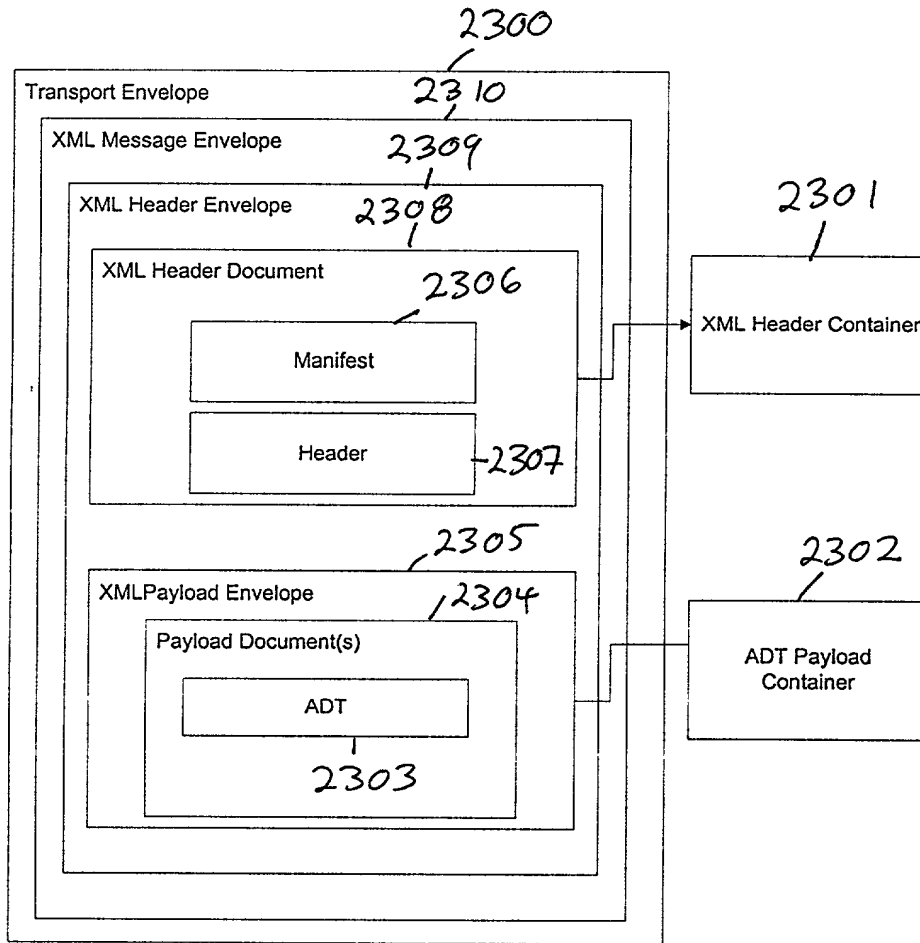 2300
Transport Envelope
2310
XML Message Envelope
2309
XML Header Envelope
2308
XML Header Document
2306
Manifest
Header
2307
2301
XML Header Container
2305
XMLPayload Envelope
2304
Payload Document(s)
ADT
2303
2302
ADT Payload
Container